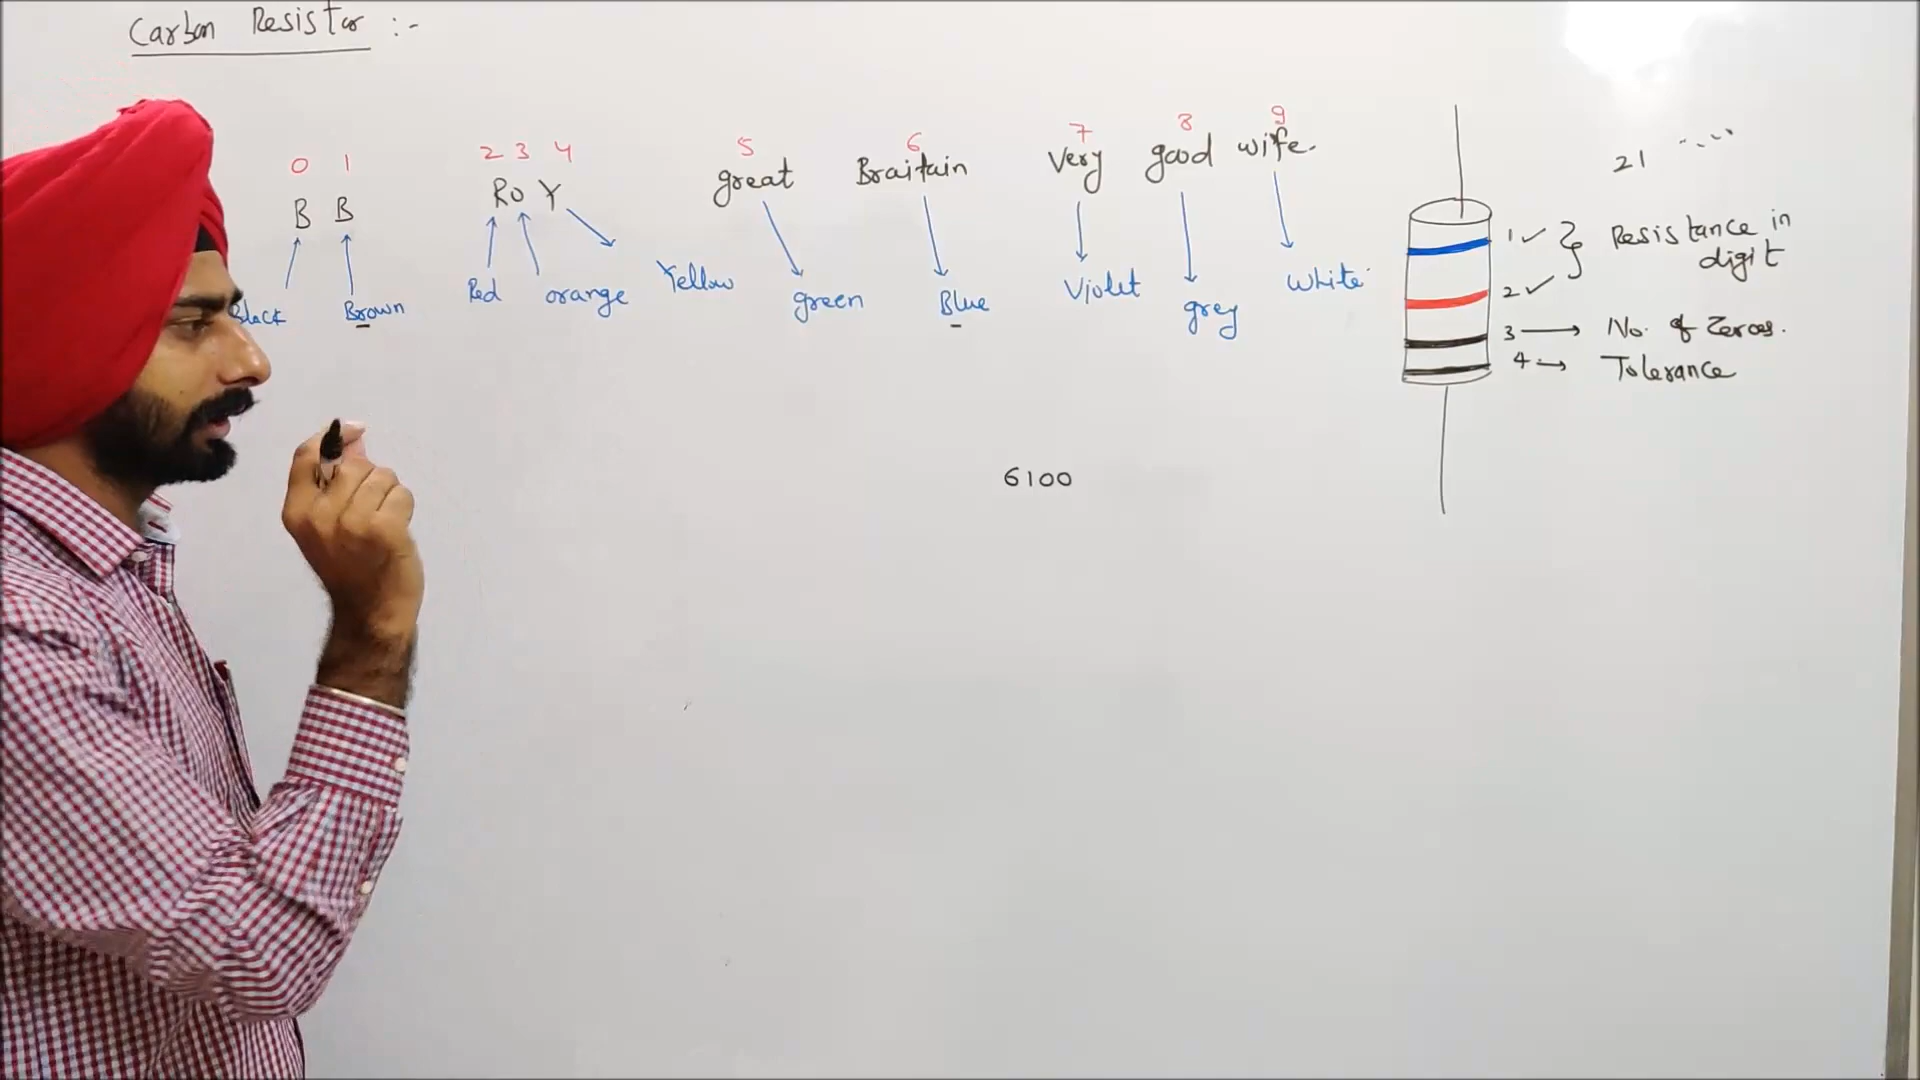 Carbon Resistor :-
0 1 2 3 4 5 6 7 8 9
B B Ro Y great Braitain Very good wife.
Black Brown Red orange Yellow green Blue Violet grey White
21
1 ✓
2 ✓
Resistance in
digit
3 → No. of Zeroes.
4 → Tolerance
6100